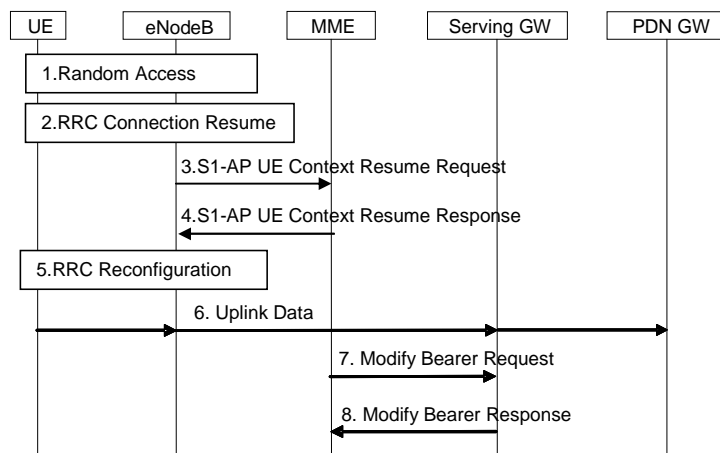 UE
eNodeB
MME
Serving GW
PDN GW
1.Random Access
2.RRC Connection Resume
3.S1-AP UE Context Resume Request
4.S1-AP UE Context Resume Response
5.RRC Reconfiguration
6. Uplink Data
7. Modify Bearer Request
8. Modify Bearer Response